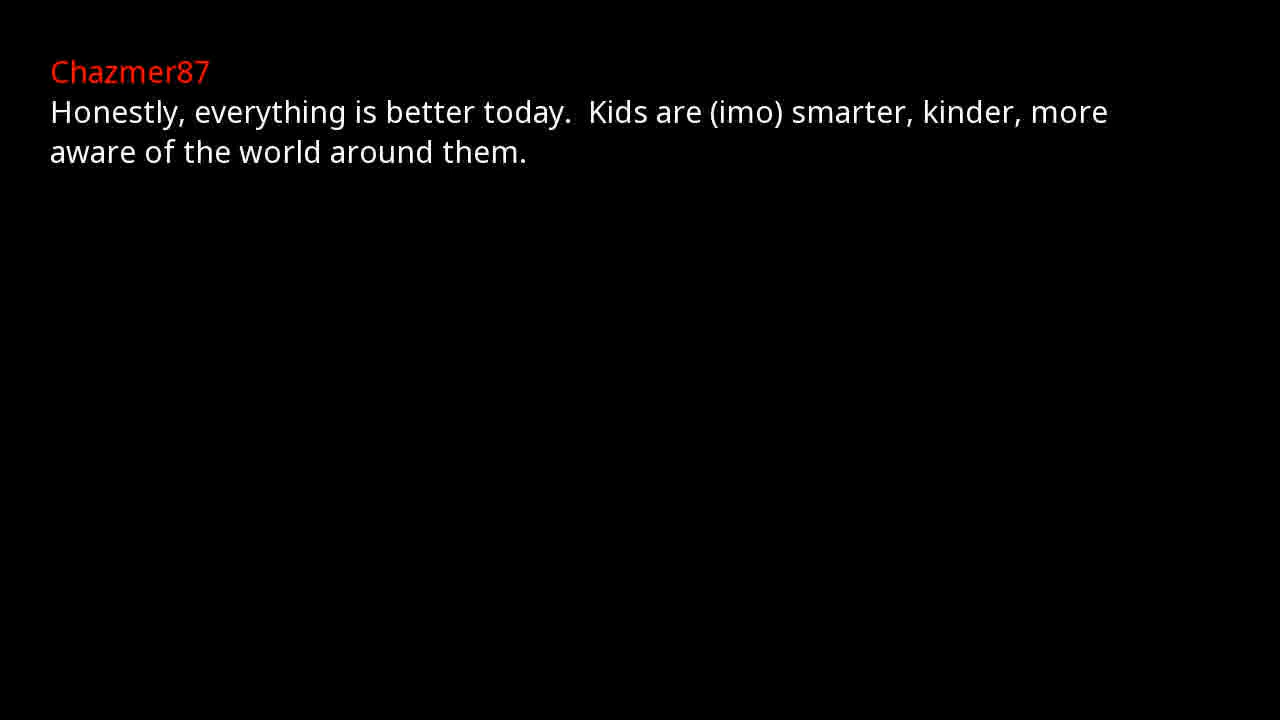 Chazmer87
Honestly, everything is better today.  Kids are (imo) smarter, kinder, more
aware of the world around them.